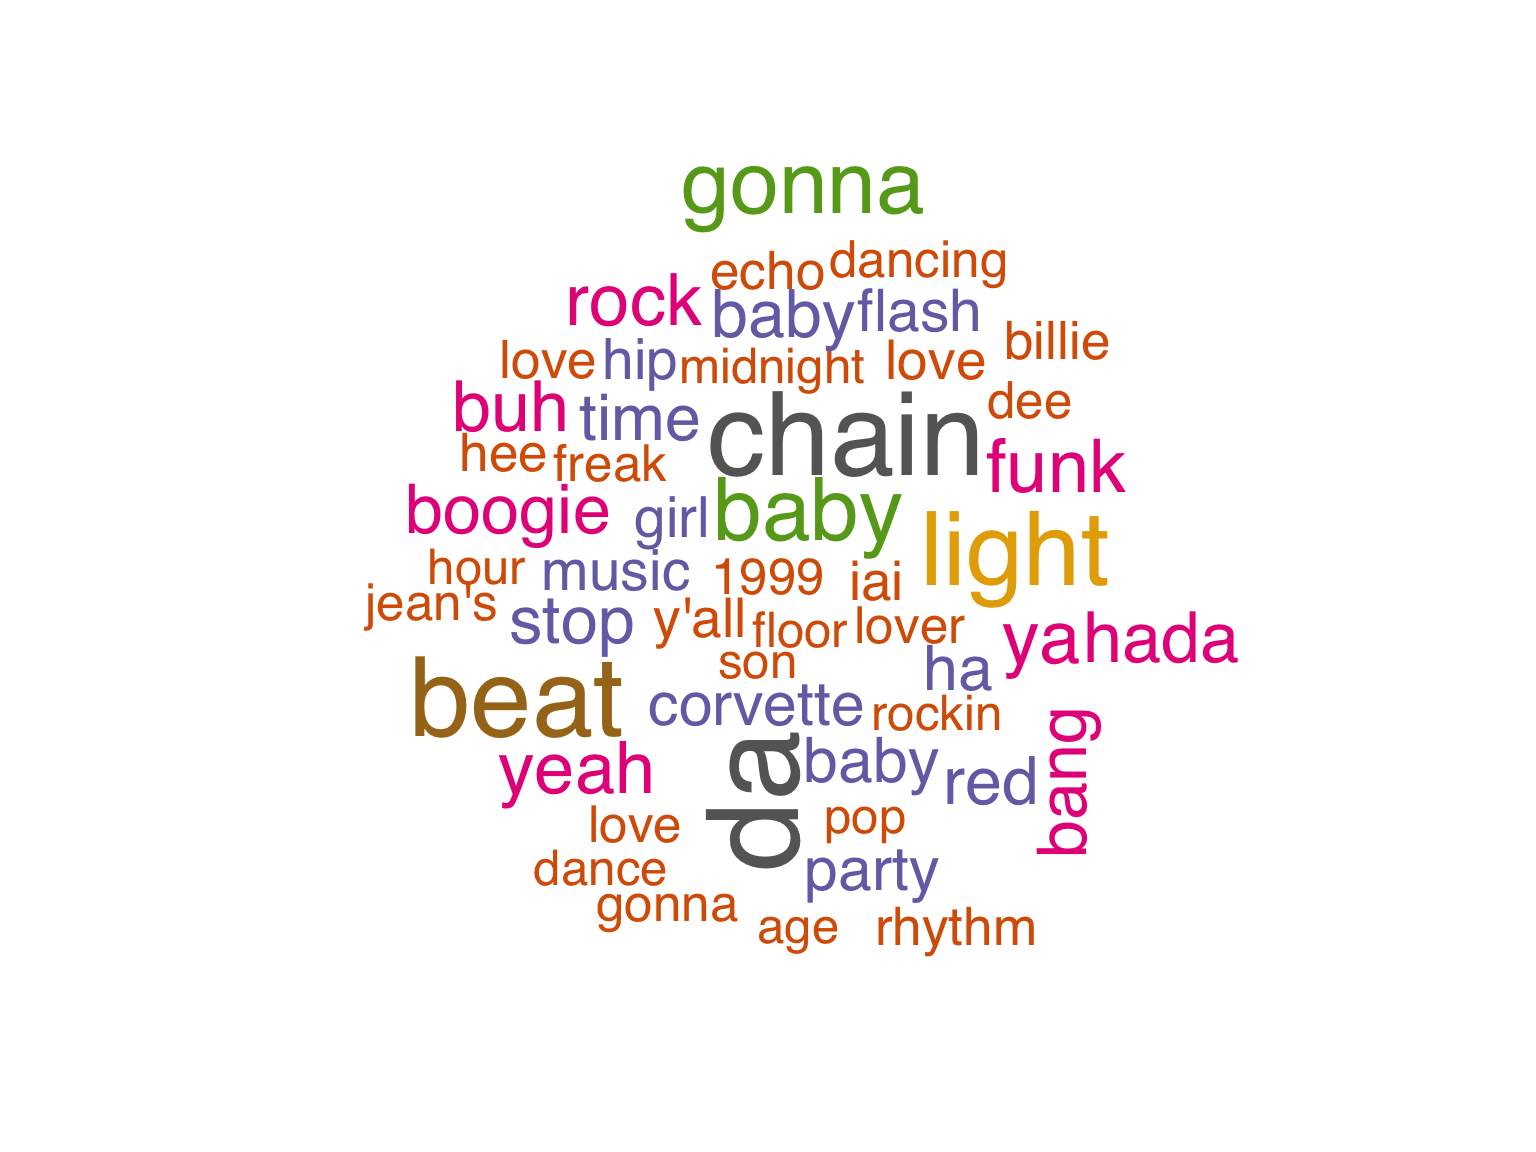 gonna
echo dancing
rock baby flash
billie
love hip midnight love
buh time chain dee
hee freak funk
boogie girl baby light
hour music 1999 iai
jean's stop y'all floor lover yahada
son ha
beat corvette rockin
yeah da baby red bang
love pop
dance party
gonna age rhythm